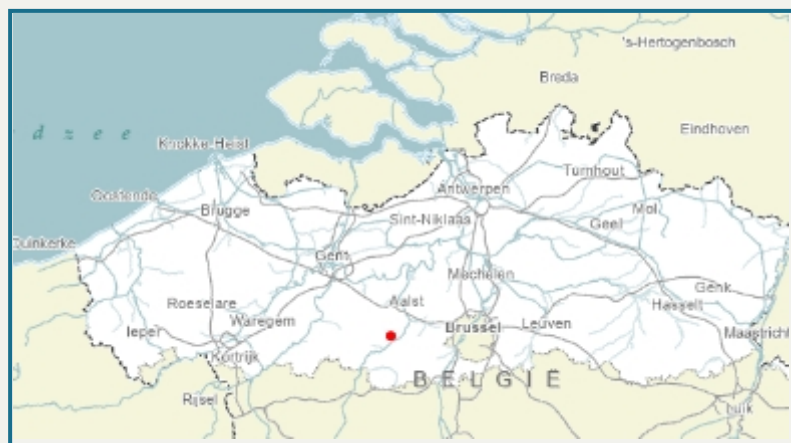 's-Hertogenbosch
Breda
d z e e
Eindhoven
Knokke-Heist
Turnhout
Antwerpen
Oostende
Mol
Brugge
Sint-Niklaas
Geel
Duinkerke
Gent
Mechelen
Genk
Roeselare
Aalst
Hasselt
Waregem
Brussel
Leuven
Ieper
Maastricht
Kortrijk
BELGIË
Rijsel
Luik